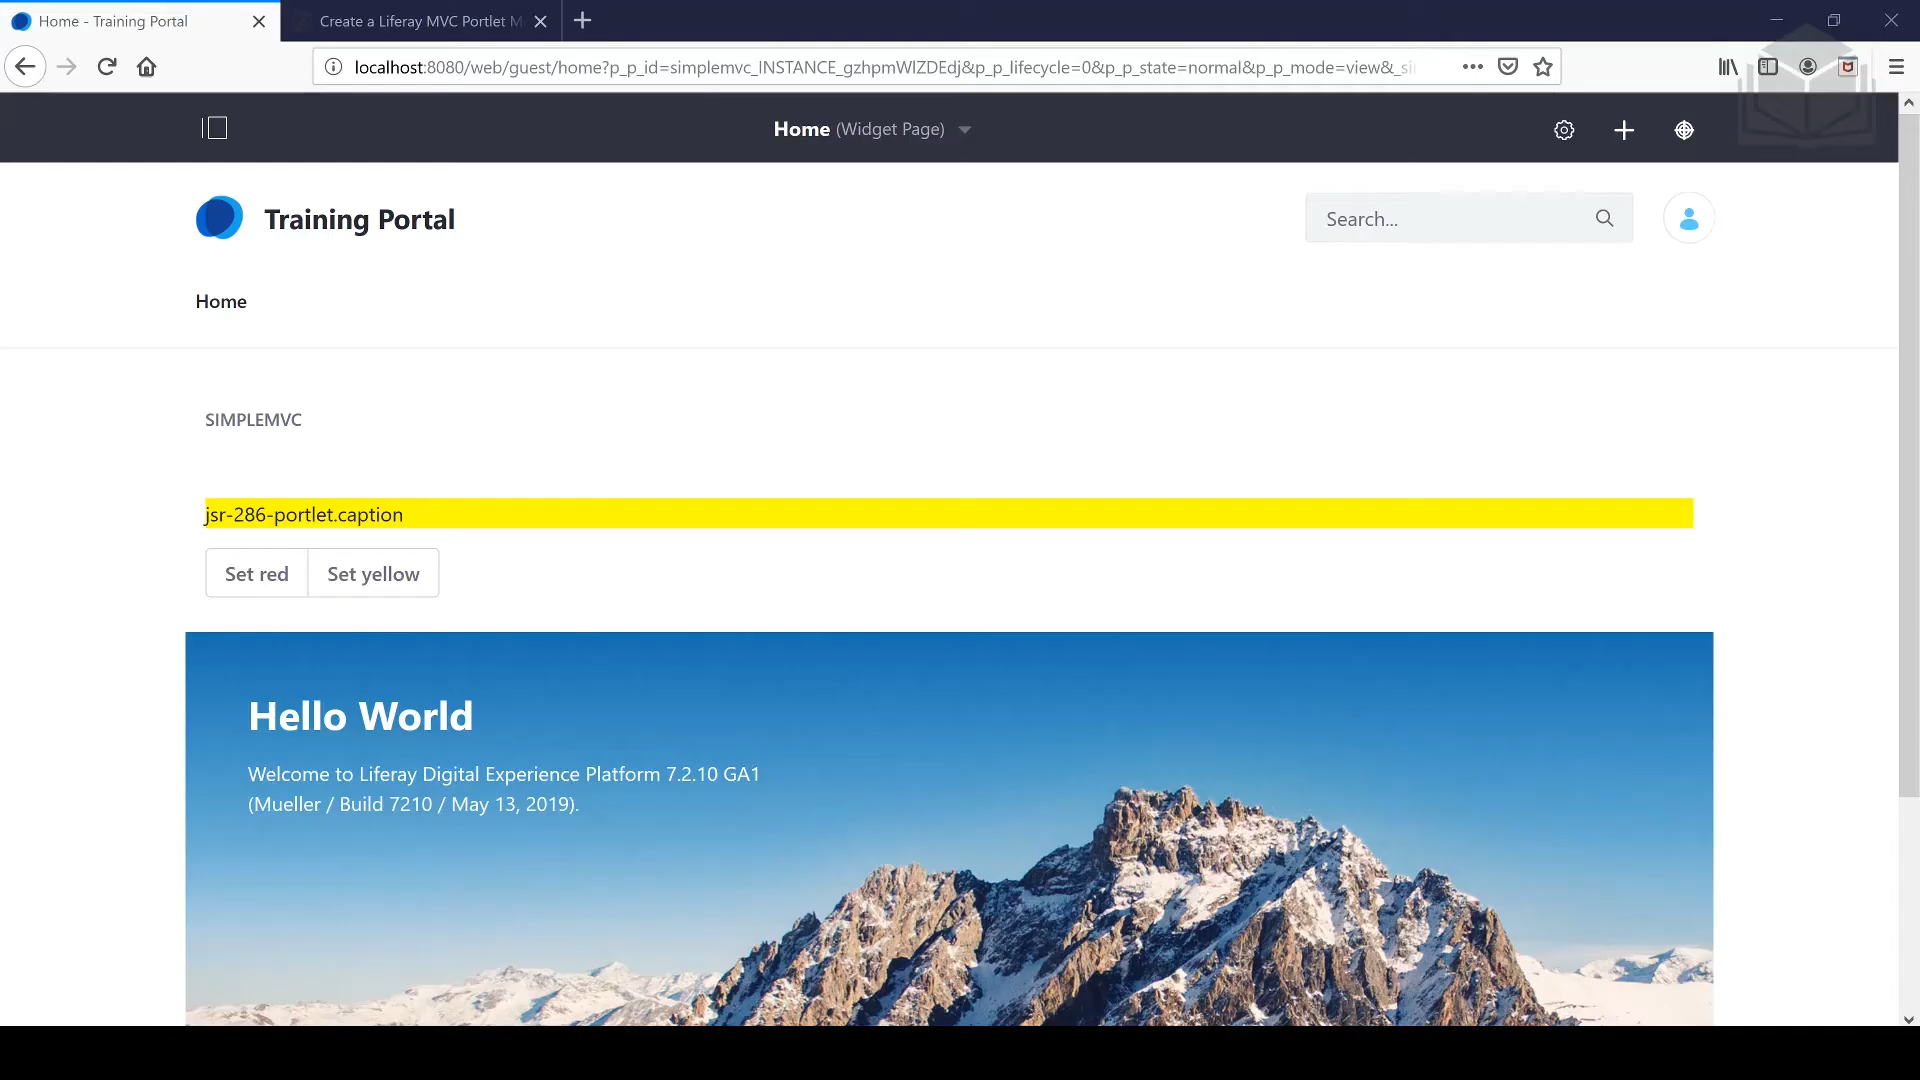 Home - Training Portal
Create a Liferay MVC Portlet M
localhost:8080/web/guest/home?p_p_id=simplemvc_INSTANCE_gzhpmWlZDEdj&p_p_lifecycle=0&p_p_state=normal&p_p_mode=view&_si
Home (Widget Page)
Training Portal
Search...
Home
SIMPLEMVC
jsr-286-portlet.caption
Set red
Set yellow
Hello World
Welcome to Liferay Digital Experience Platform 7.2.10 GA1
(Mueller / Build 7210 / May 13, 2019).